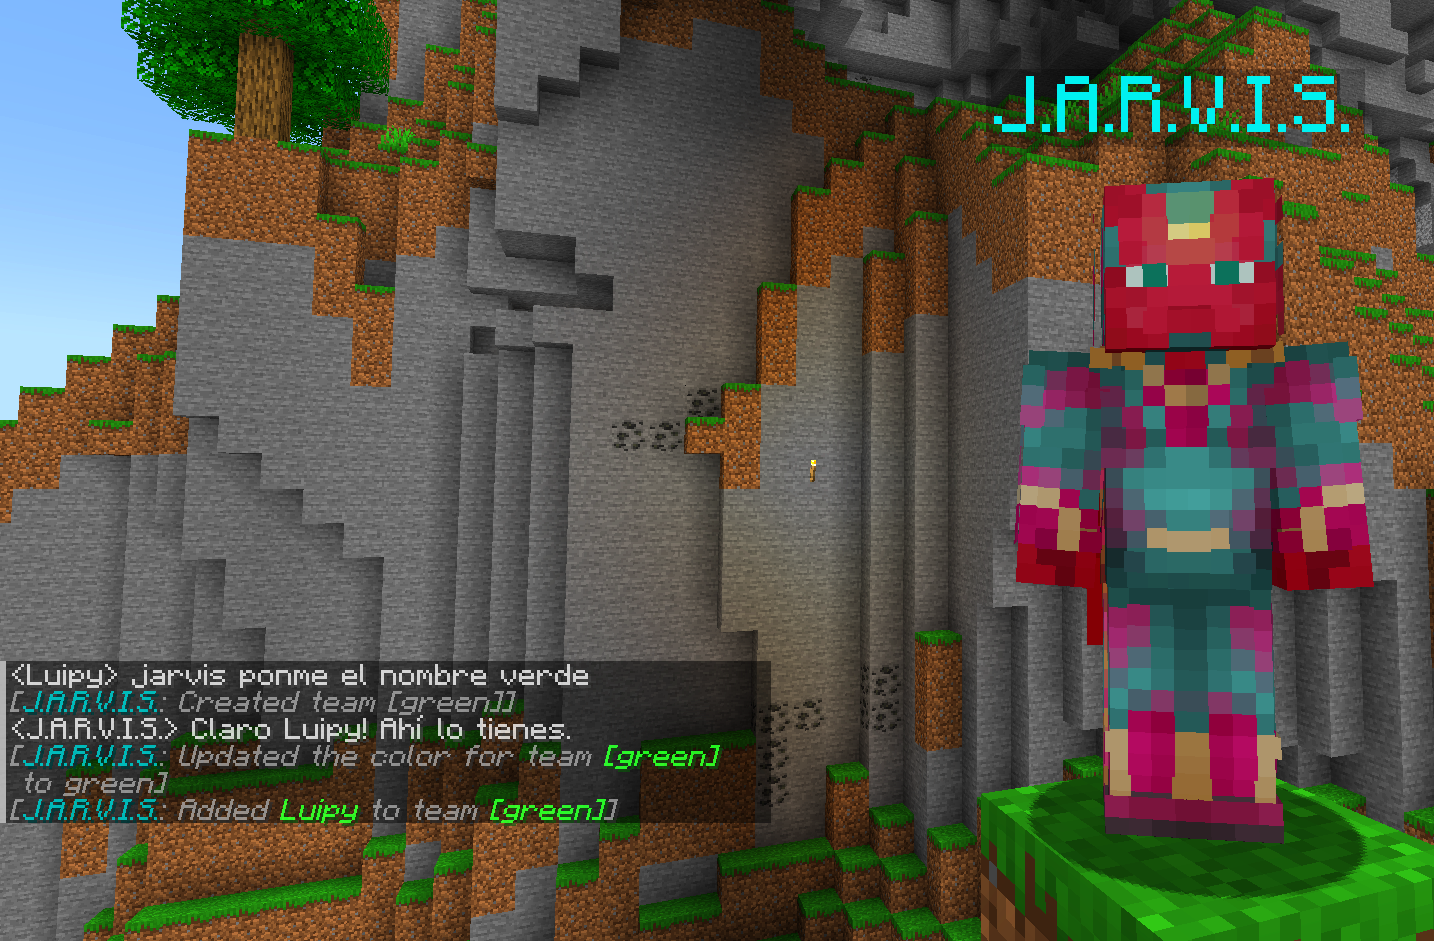 J.A.R.V.I.S.
<Luipy> jarvis ponme el nombre verde
[J.A.R.V.I.S.: Created team [green]]
<J.A.R.V.I.S.> Claro Luipy! Ahí lo tienes.
[J.A.R.V.I.S.: Updated the color for team [green]
to green]
[J.A.R.V.I.S.: Added Luipy to team [green]]